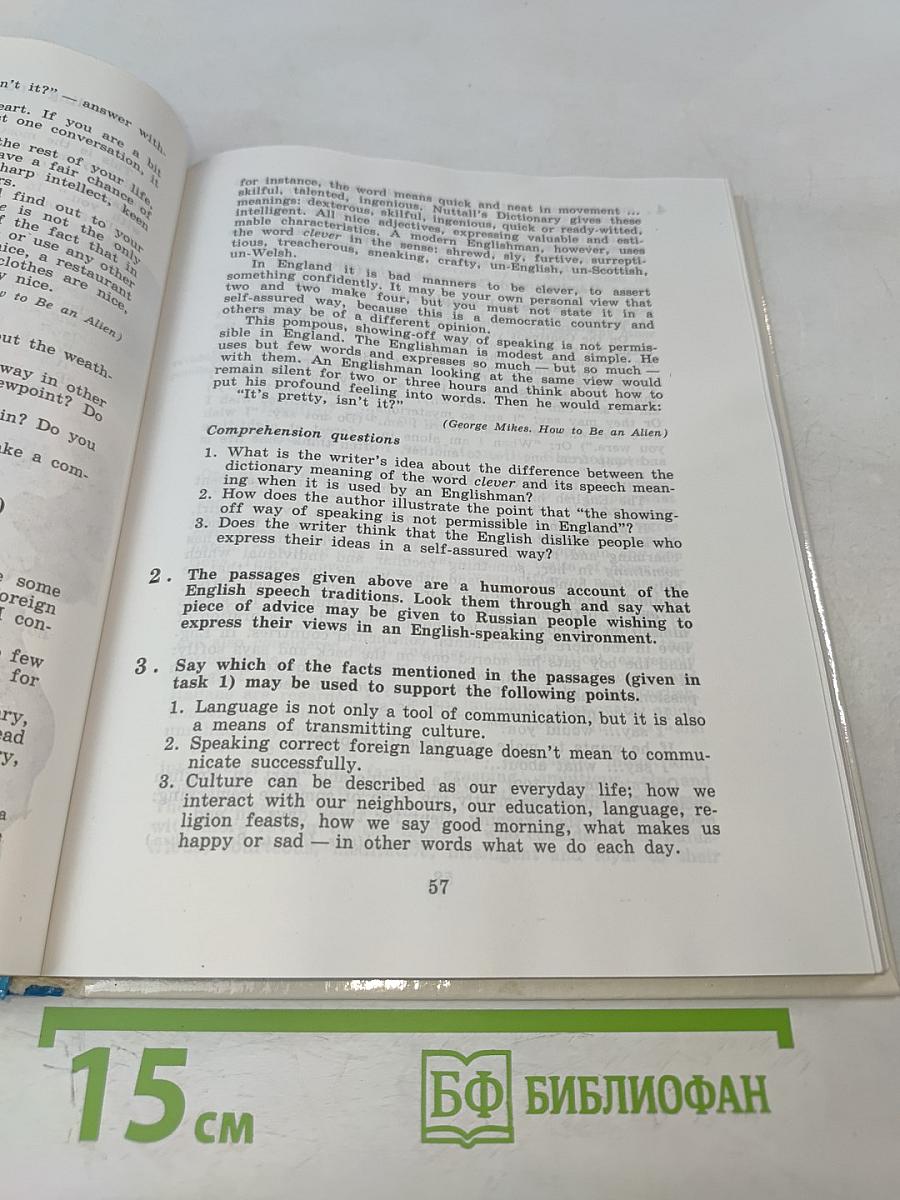 n't it?" — answer with-
eart. If you are a bit
t one conversation, it
the rest of your life,
ave a fair chance of
harp intellect, keen
rs.
find out to your
e is not the only
f the fact that in
or use any other
nice, a restaurant
clothes are nice,
y nice.
w to Be an Alien)
out the weath-
way in other
ewpoint? Do
in? Do you
ke a com-
)
some
oreign
I con-
few
for
ry,
ead
y,
a
for instance, the word means quick and neat in movement ...
skilful, talented, ingenious. Nuttall's Dictionary gives these
meanings: dexterous, skilful, ingenious, quick or ready-witted,
intelligent. All nice adjectives, expressing valuable and esti-
mable characteristics. A modern Englishman, however, uses
the word clever in the sense: shrewd, sly, furtive, surrepti-
tious, treacherous, sneaking, crafty, un-English, un-Scottish,
un-Welsh.
In England it is bad manners to be clever, to assert
something confidently. It may be your own personal view that
two and two make four, but you must not state it in a
self-assured way, because this is a democratic country and
others may be of a different opinion.
This pompous, showing-off way of speaking is not permis-
sible in England. The Englishman is modest and simple. He
uses but few words and expresses so much — but so much —
with them. An Englishman looking at the same view would
remain silent for two or three hours and think about how to
put his profound feeling into words. Then he would remark:
"It's pretty, isn't it?"
(George Mikes. How to Be an Alien)
Comprehension questions
1. What is the writer's idea about the difference between the
dictionary meaning of the word clever and its speech mean-
ing when it is used by an Englishman?
2. How does the author illustrate the point that "the showing-
off way of speaking is not permissible in England"?
3. Does the writer think that the English dislike people who
express their ideas in a self-assured way?
2. The passages given above are a humorous account of the
English speech traditions. Look them through and say what
piece of advice may be given to Russian people wishing to
express their views in an English-speaking environment.
3. Say which of the facts mentioned in the passages (given in
task 1) may be used to support the following points.
1. Language is not only a tool of communication, but it is also
a means of transmitting culture.
2. Speaking correct foreign language doesn't mean to commu-
nicate successfully.
3. Culture can be described as our everyday life; how we
interact with our neighbours, our education, language, re-
ligion feasts, how we say good morning, what makes us
happy or sad — in other words what we do each day.
57
15 см
БФ БИБЛИОФАН